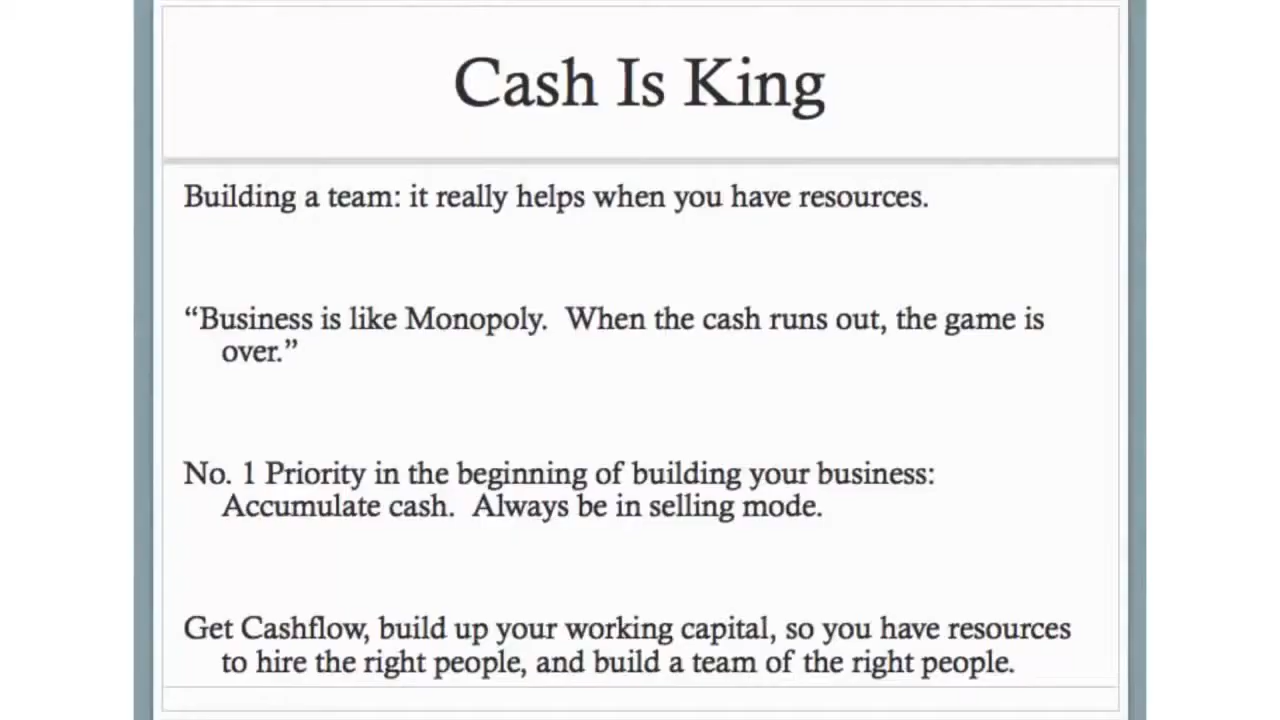 Cash Is King
Building a team: it really helps when you have resources.
“Business is like Monopoly.  When the cash runs out, the game is
over.”
No. 1 Priority in the beginning of building your business:
Accumulate cash.  Always be in selling mode.
Get Cashflow, build up your working capital, so you have resources
to hire the right people, and build a team of the right people.